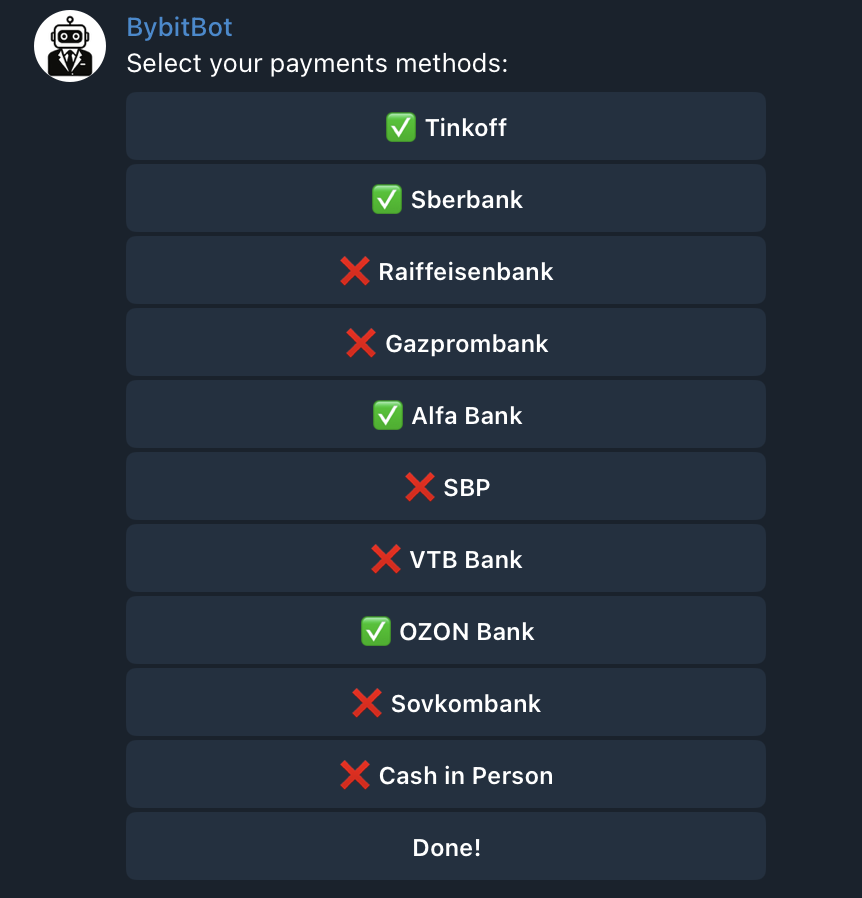 BybitBot
Select your payments methods:
✅ Tinkoff
✅ Sberbank
❌ Raiffeisenbank
❌ Gazprombank
✅ Alfa Bank
❌ SBP
❌ VTB Bank
✅ OZON Bank
❌ Sovkombank
❌ Cash in Person
Done!